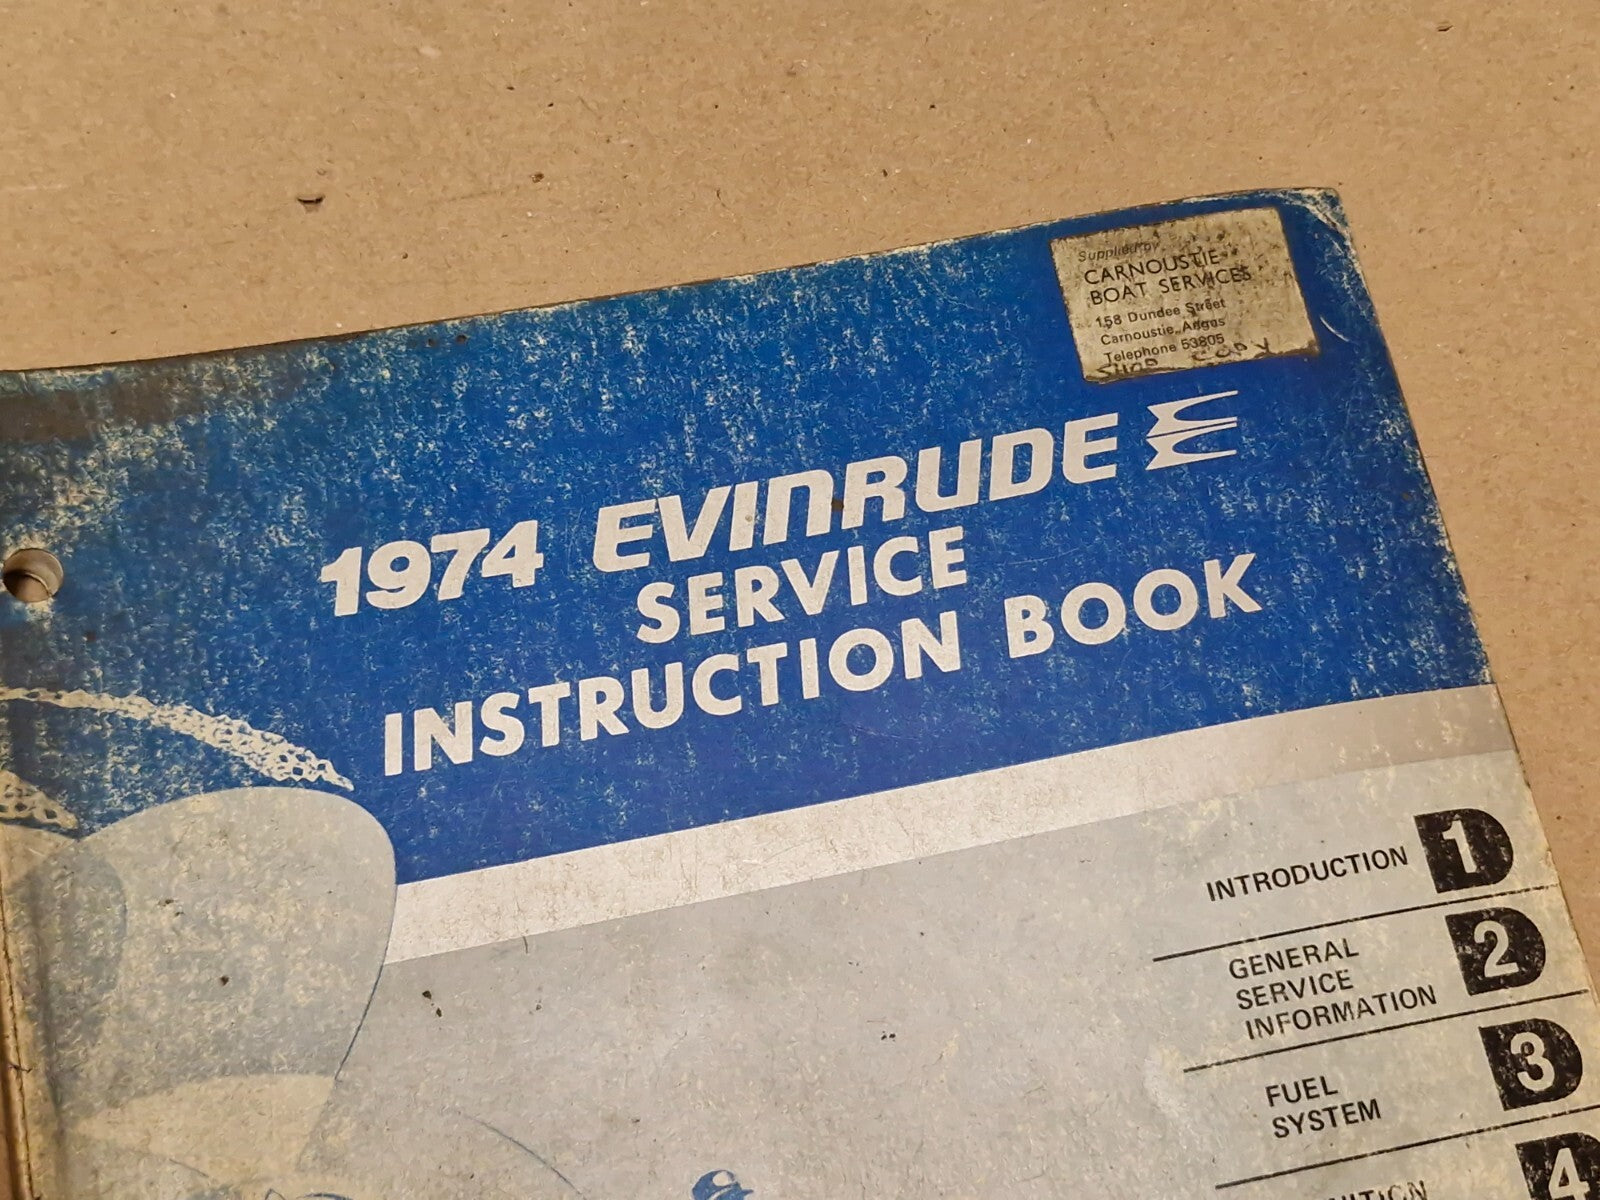 Supplied by
CARNOUSTIE
BOAT SERVICES
158 Dundee Street
Carnoustie, Angus
Telephone 53805
SHOP COPY
1974 EVINRUDE
SERVICE
INSTRUCTION BOOK
INTRODUCTION 1
GENERAL
SERVICE
INFORMATION 2
FUEL
SYSTEM 3
4